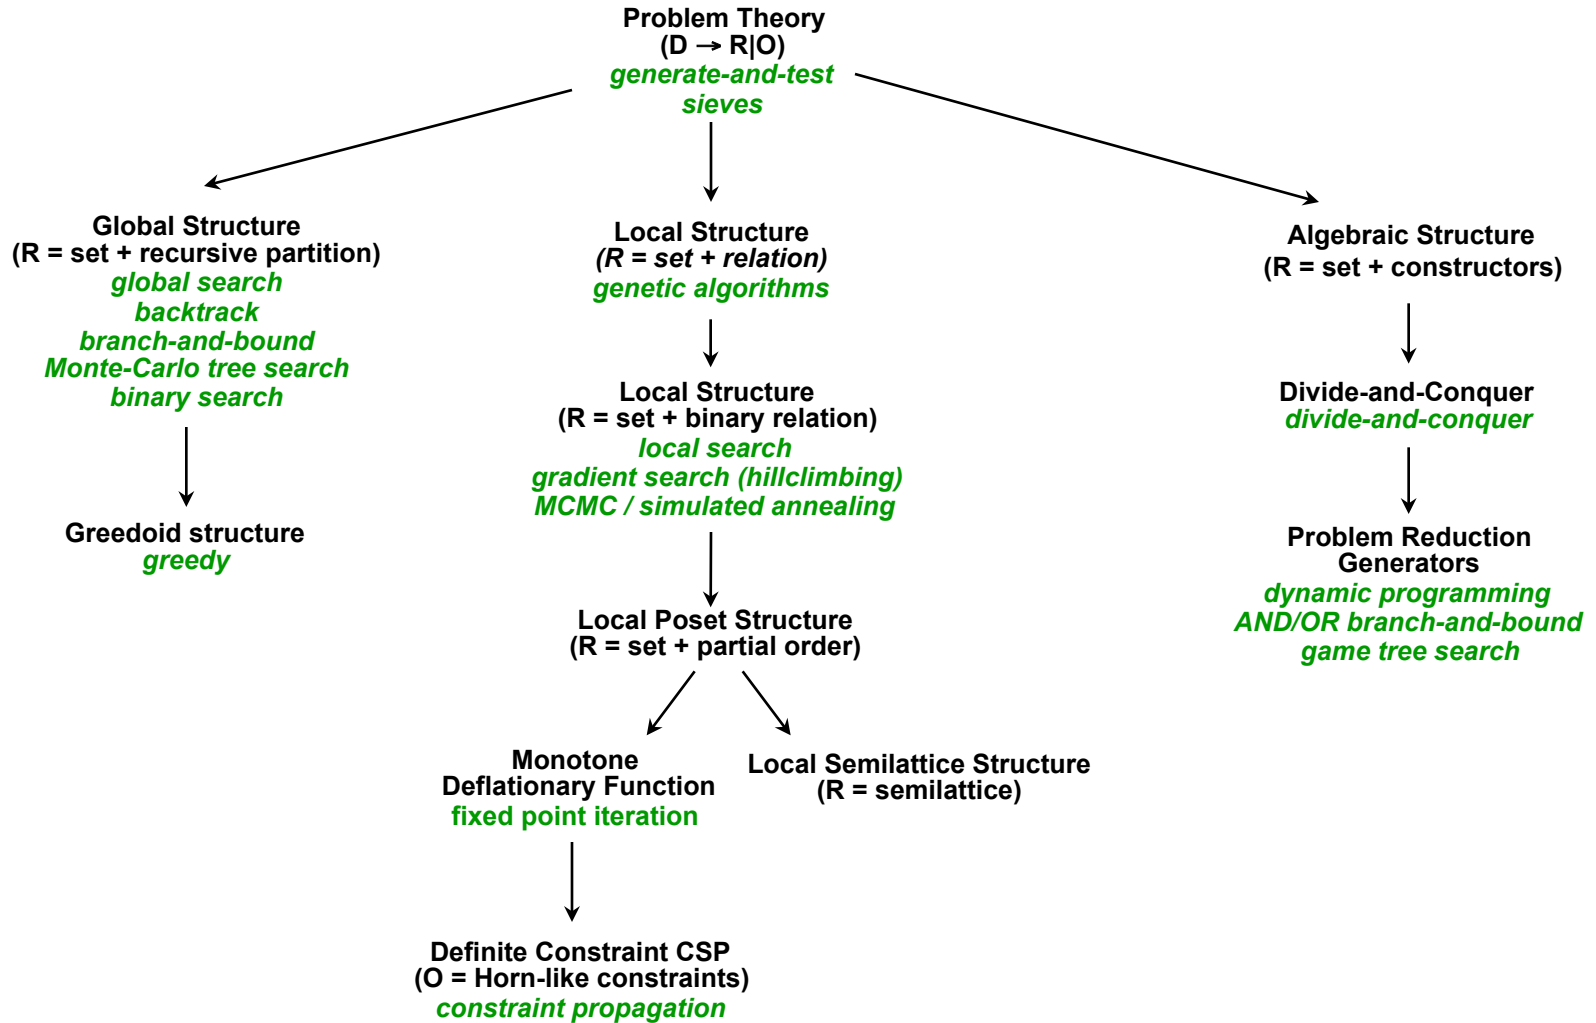 Problem Theory
(D → R|O)
generate-and-test
sieves
Global Structure
(R = set + recursive partition)
global search
backtrack
branch-and-bound
Monte-Carlo tree search
binary search
Greedoid structure
greedy
Local Structure
(R = set + relation)
genetic algorithms
Local Structure
(R = set + binary relation)
local search
gradient search (hillclimbing)
MCMC / simulated annealing
Local Poset Structure
(R = set + partial order)
Monotone
Deflationary Function
fixed point iteration
Local Semilattice Structure
(R = semilattice)
Definite Constraint CSP
(O = Horn-like constraints)
constraint propagation
Algebraic Structure
(R = set + constructors)
Divide-and-Conquer
divide-and-conquer
Problem Reduction
Generators
dynamic programming
AND/OR branch-and-bound
game tree search